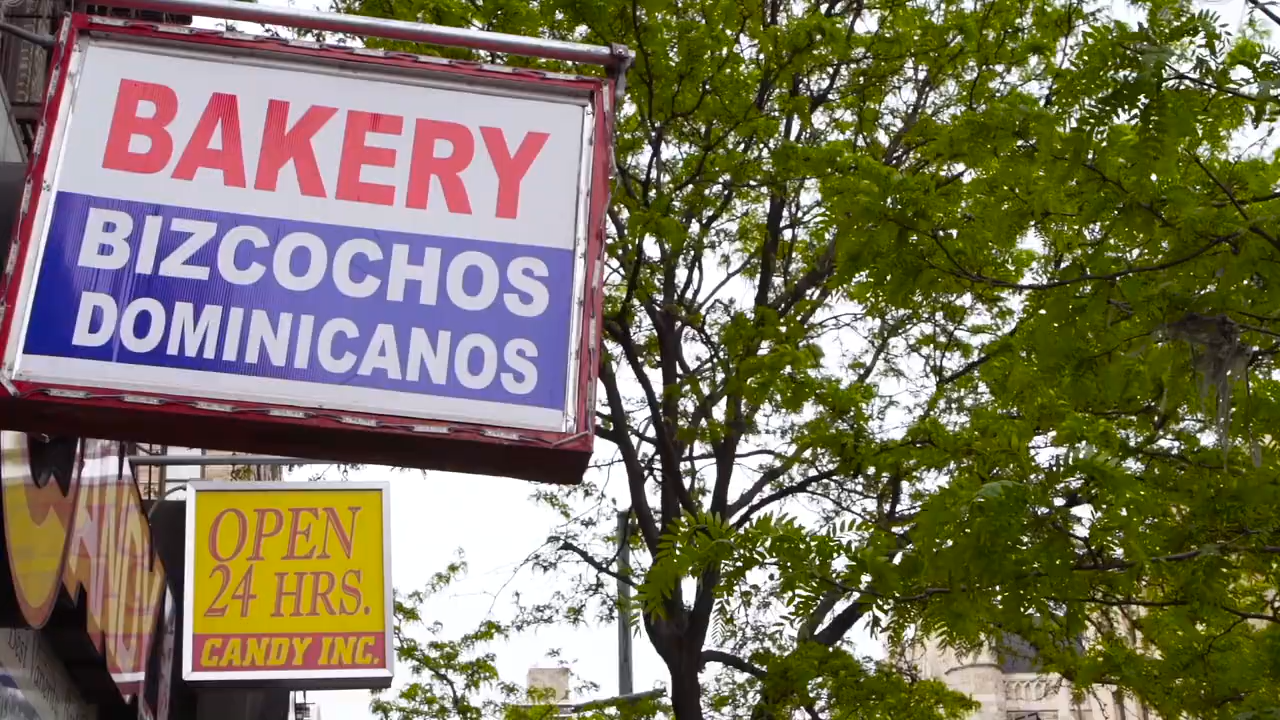 BAKERY
BIZCOCHOS
DOMINICANOS
OPEN
24 HRS.
CANDY INC.